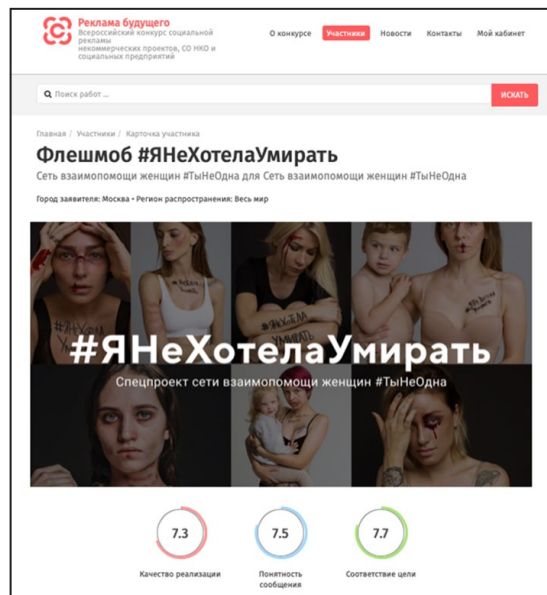 Реклама будущего
Всероссийский конкурс социальной
рекламы
некоммерческих проектов, СО НКО и
социальных предприятий
О конкурсе Участники Новости Контакты Мой кабинет
Поиск работ ...
ИСКАТЬ
Главная / Участники / Карточка участника
Флешмоб #ЯНеХотелаУмирать
Сеть взаимопомощи женщин #ТыНеОдна для Сеть взаимопомощи женщин #ТыНеОдна
Город заявителя: Москва • Регион распространения: Весь мир
#ЯНЕХОТЕЛА
УМИРАТЬ
#ЯНеХотелаУмирать
Спецпроект сети взаимопомощи женщин #ТыНеОдна
7.3 7.5 7.7
Качество реализации
Понятность
сообщения
Соответствие цели